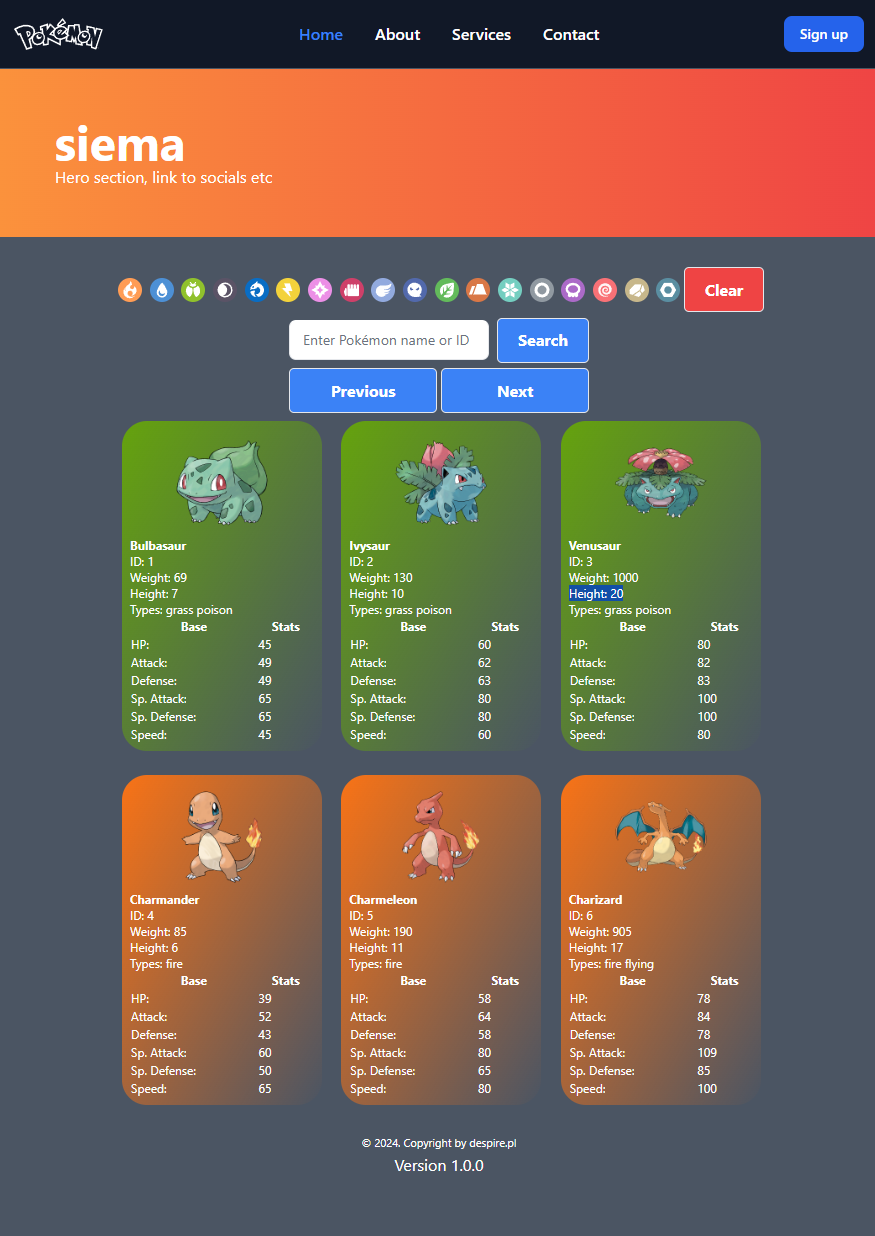 POKéMON
Home About Services Contact Sign up
siema
Hero section, link to socials etc
Clear
Enter Pokémon name or ID Search
Previous Next
Bulbasaur
ID: 1
Weight: 69
Height: 7
Types: grass poison
Base Stats
HP: 45
Attack: 49
Defense: 49
Sp. Attack: 65
Sp. Defense: 65
Speed: 45
Ivysaur
ID: 2
Weight: 130
Height: 10
Types: grass poison
Base Stats
HP: 60
Attack: 62
Defense: 63
Sp. Attack: 80
Sp. Defense: 80
Speed: 60
Venusaur
ID: 3
Weight: 1000
Height: 20
Types: grass poison
Base Stats
HP: 80
Attack: 82
Defense: 83
Sp. Attack: 100
Sp. Defense: 100
Speed: 80
Charmander
ID: 4
Weight: 85
Height: 6
Types: fire
Base Stats
HP: 39
Attack: 52
Defense: 43
Sp. Attack: 60
Sp. Defense: 50
Speed: 65
Charmeleon
ID: 5
Weight: 190
Height: 11
Types: fire
Base Stats
HP: 58
Attack: 64
Defense: 58
Sp. Attack: 80
Sp. Defense: 65
Speed: 80
Charizard
ID: 6
Weight: 905
Height: 17
Types: fire flying
Base Stats
HP: 78
Attack: 84
Defense: 78
Sp. Attack: 109
Sp. Defense: 85
Speed: 100
© 2024. Copyright by despire.pl
Version 1.0.0